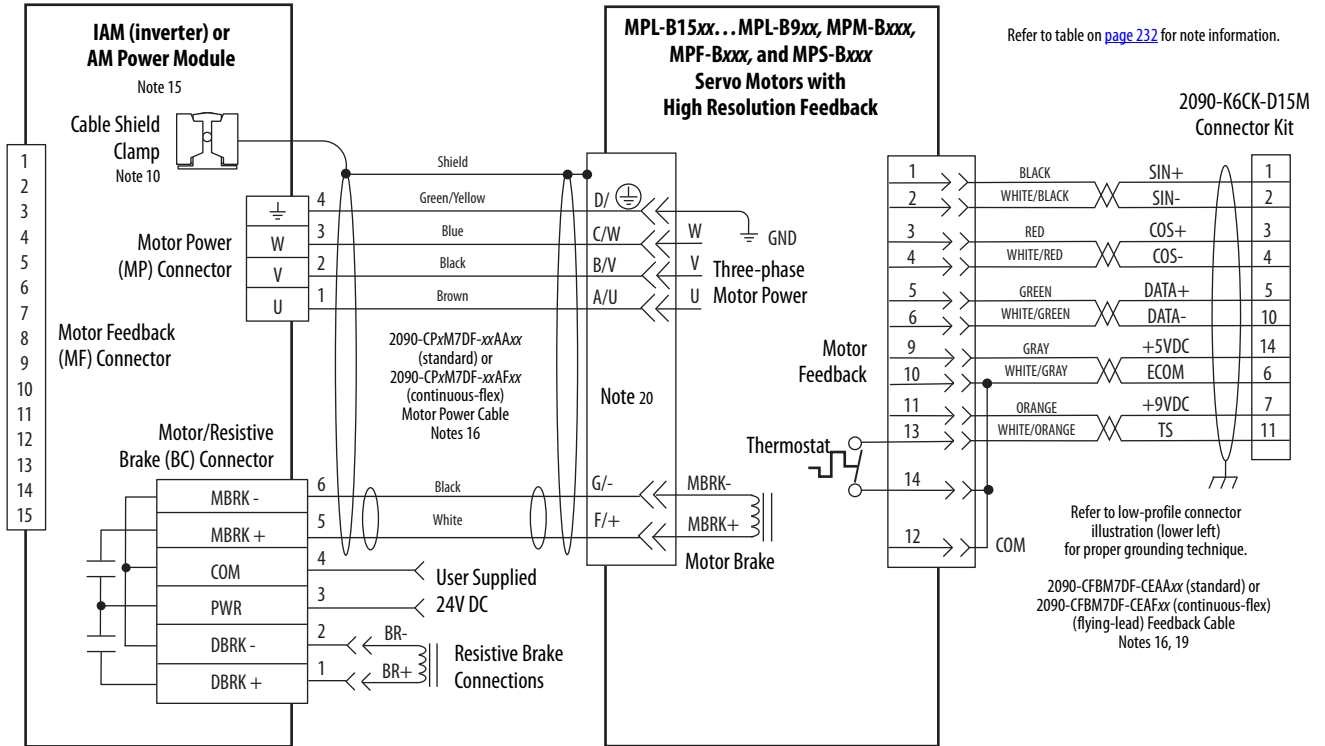 IAM (inverter) or
AM Power Module
Note 15
Cable Shield
Clamp
Note 10
1
2
3
4
5
6
7
8
9
10
11
12
13
14
15
Motor Feedback
(MF) Connector
Motor Power
(MP) Connector
W
V
U
4
3
2
1
Shield
Green/Yellow
Blue
Black
Brown
2090-CPxM7DF-xxAAxx
(standard) or
2090-CPxM7DF-xxAFxx
(continuous-flex)
Motor Power Cable
Notes 16
Motor/Resistive
Brake (BC) Connector
MBRK -
MBRK +
COM
PWR
DBRK -
DBRK +
6
5
4
3
2
1
Black
White
User Supplied
24V DC
BR-
BR+
Resistive Brake
Connections
MPL-B15xx...MPL-B9xx, MPM-Bxxx,
MPF-Bxxx, and MPS-Bxxx
Servo Motors with
High Resolution Feedback
D/
C/W
B/V
A/U
Note 20
G/-
F/+
GND
W
V
U
Three-phase
Motor Power
MBRK-
MBRK+
Motor Brake
Motor
Feedback
Thermostat
1
2
3
4
5
6
9
10
11
13
14
12
COM
Refer to table on page 232 for note information.
2090-K6CK-D15M
Connector Kit
BLACK SIN+ 1
WHITE/BLACK SIN- 2
RED COS+ 3
WHITE/RED COS- 4
GREEN DATA+ 5
WHITE/GREEN DATA- 10
GRAY +5VDC 14
WHITE/GRAY ECOM 6
ORANGE +9VDC 7
WHITE/ORANGE TS 11
Refer to low-profile connector
illustration (lower left)
for proper grounding technique.
2090-CFBM7DF-CEAAxx (standard) or
2090-CFBM7DF-CEAFxx (continuous-flex)
(flying-lead) Feedback Cable
Notes 16, 19